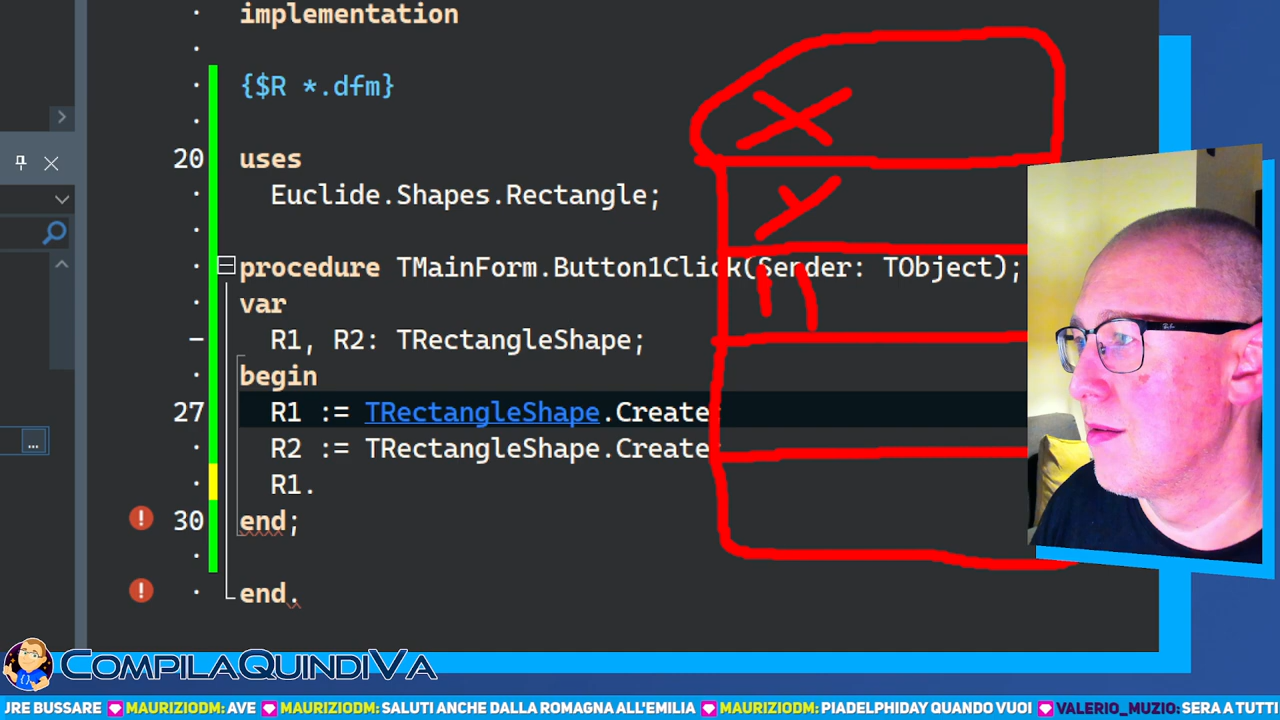 implementation
{$R *.dfm}
20 uses
Euclide.Shapes.Rectangle;
procedure TMainForm.Button1Click(Sender: TObject);
var
R1, R2: TRectangleShape;
begin
27 R1 := TRectangleShape.Create;
R2 := TRectangleShape.Create;
R1.
30 end;
end.
X
Y
...
COMPILAQUINDIVA
JRE BUSSARE MAURIZIODM: AVE MAURIZIODM: SALUTI ANCHE DALLA ROMAGNA ALL'EMILIA MAURIZIODM: PIADELPHIDAY QUANDO VUOI VALERIO_MUZIO: SERA A TUTTI